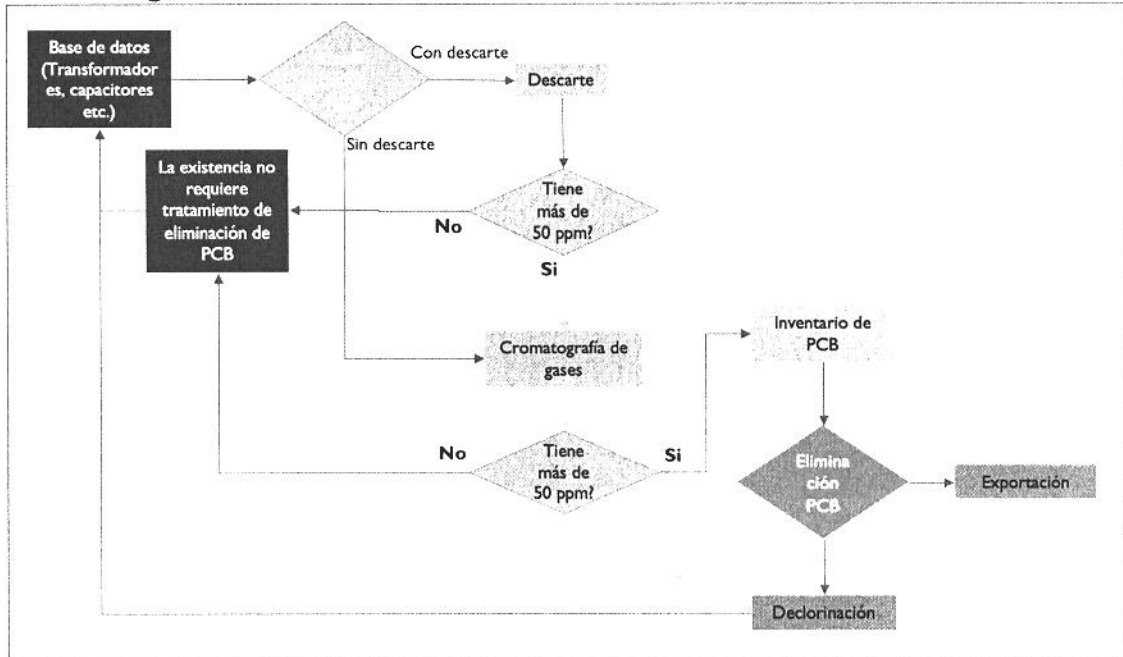 Base de datos
(Transformador
es, capacitores
etc.)
Con descarte
Descarte
Sin descarte
La existencia no
requiere
tratamiento de
eliminación de
PCB
Tiene
más de
50 ppm?
No
Si
Cromatografía de
gases
Inventario de
PCB
No
Tiene
más de
50 ppm?
Si
Elimina
ción
PCB
Exportación
Declorinación